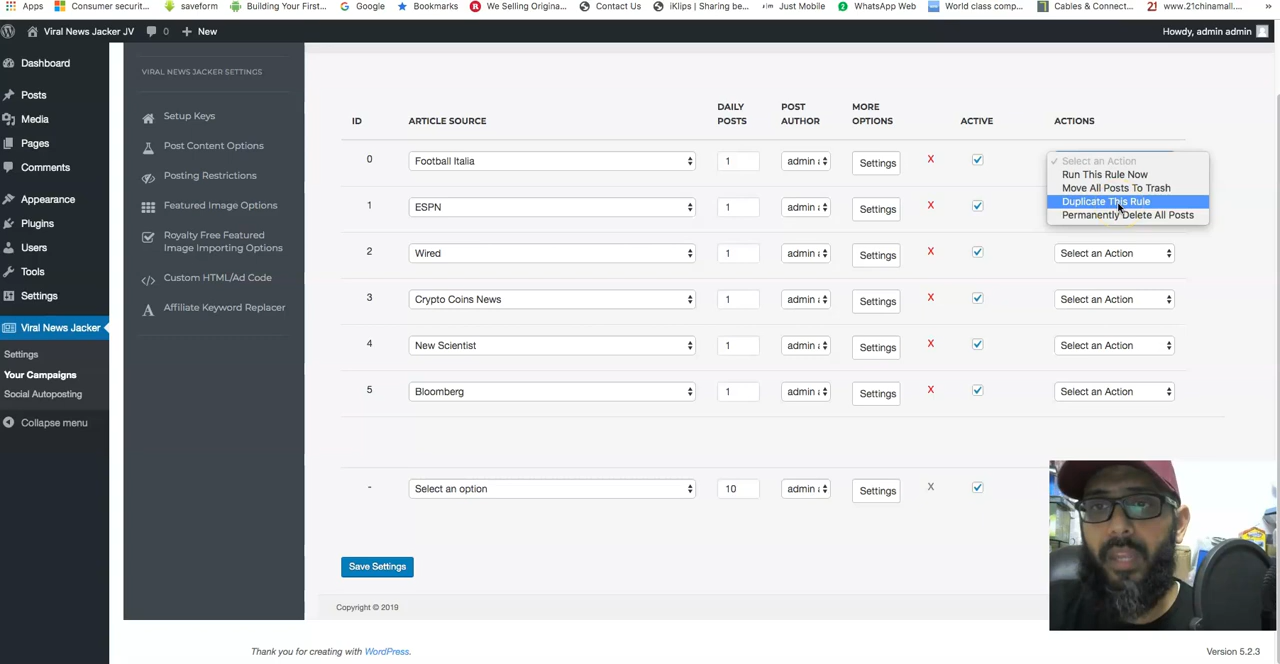 Apps Consumer securit... saveform Building Your First... Google Bookmarks We Selling Origina... Contact Us iKlips | Sharing be... Just Mobile WhatsApp Web World class comp... Cables & Connect... 21 www.21chinamall.... »
Viral News Jacker JV 0 + New Howdy, admin admin
Dashboard
Posts
Media
Pages
Comments
Appearance
Plugins
Users
Tools
Settings
Viral News Jacker
Settings
Your Campaigns
Social Autoposting
Collapse menu
VIRAL NEWS JACKER SETTINGS
Setup Keys
Post Content Options
Posting Restrictions
Featured Image Options
Royalty Free Featured
Image Importing Options
Custom HTML/Ad Code
Affiliate Keyword Replacer
ID ARTICLE SOURCE DAILY POSTS POST AUTHOR MORE OPTIONS ACTIVE ACTIONS
0 Football Italia 1 admin Settings X
Select an Action
Run This Rule Now
Move All Posts To Trash
Duplicate This Rule
Permanently Delete All Posts
1 ESPN 1 admin Settings X
2 Wired 1 admin Settings X Select an Action
3 Crypto Coins News 1 admin Settings X Select an Action
4 New Scientist 1 admin Settings X Select an Action
5 Bloomberg 1 admin Settings X Select an Action
- Select an option 10 admin Settings X
Save Settings
Copyright © 2019
Thank you for creating with WordPress. Version 5.2.3